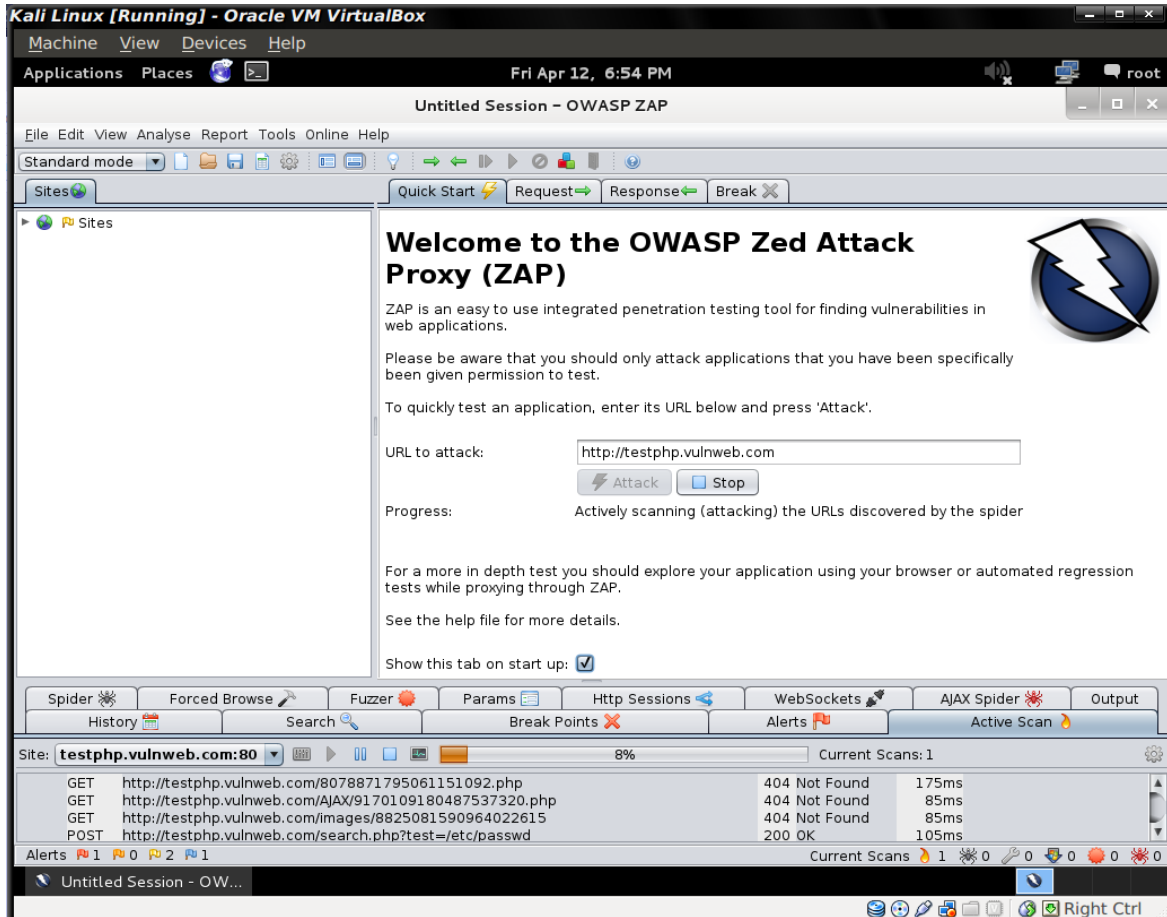 Kali Linux [Running] - Oracle VM VirtualBox
Machine View Devices Help
Applications Places Fri Apr 12, 6:54 PM root
Untitled Session - OWASP ZAP
File Edit View Analyse Report Tools Online Help
Standard mode
Sites Quick Start Request Response Break
Sites
Welcome to the OWASP Zed Attack
Proxy (ZAP)
ZAP is an easy to use integrated penetration testing tool for finding vulnerabilities in
web applications.
Please be aware that you should only attack applications that you have been specifically
been given permission to test.
To quickly test an application, enter its URL below and press 'Attack'.
URL to attack: http://testphp.vulnweb.com
Attack Stop
Progress: Actively scanning (attacking) the URLs discovered by the spider
For a more in depth test you should explore your application using your browser or automated regression
tests while proxying through ZAP.
See the help file for more details.
Show this tab on start up:
Spider Forced Browse Fuzzer Params Http Sessions WebSockets AJAX Spider Output
History Search Break Points Alerts Active Scan
Site: testphp.vulnweb.com:80 8% Current Scans: 1
GET http://testphp.vulnweb.com/8078871795061151092.php 404 Not Found 175ms
GET http://testphp.vulnweb.com/AJAX/9170109180487537320.php 404 Not Found 85ms
GET http://testphp.vulnweb.com/images/8825081590964022615 404 Not Found 85ms
POST http://testphp.vulnweb.com/search.php?test=/etc/passwd 200 OK 105ms
Alerts 1 0 2 1 Current Scans 1 0 0 0 0 0
Untitled Session - OW...
Right Ctrl